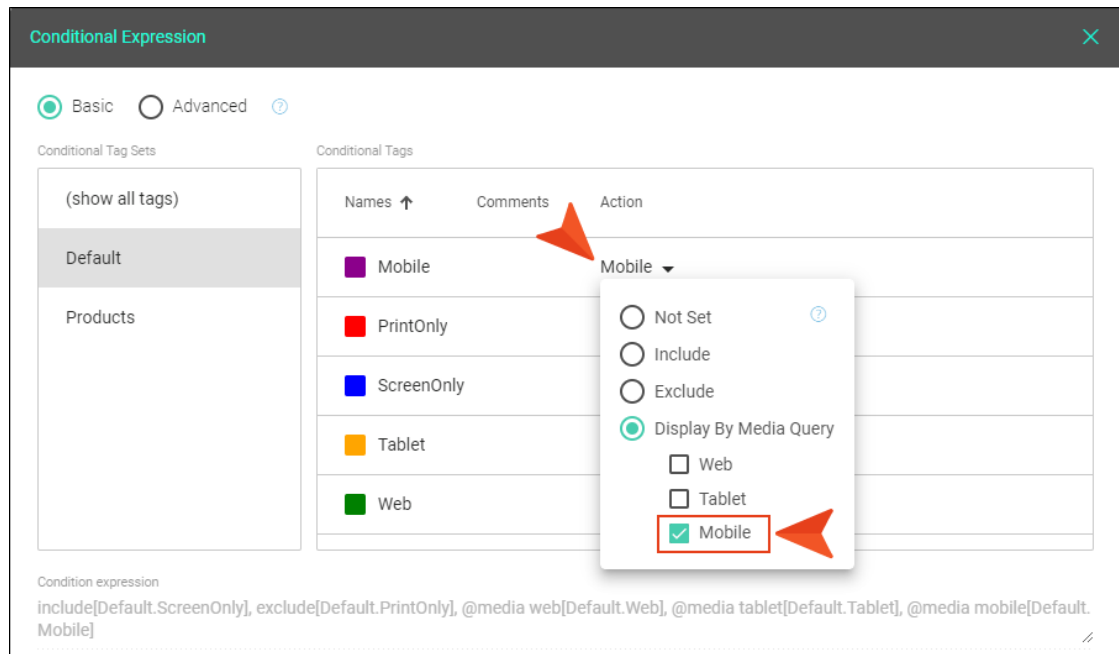 Conditional Expression
Basic Advanced ?
Conditional Tag Sets Conditional Tags
(show all tags)
Names Comments Action
Default
Mobile Mobile
Products
PrintOnly
Not Set ?
Include
ScreenOnly
Exclude
Display By Media Query
Tablet
Web
Tablet
Web
Mobile
Condition expression
include[Default.ScreenOnly], exclude[Default.PrintOnly], @media web[Default.Web], @media tablet[Default.Tablet], @media mobile[Default.
Mobile]